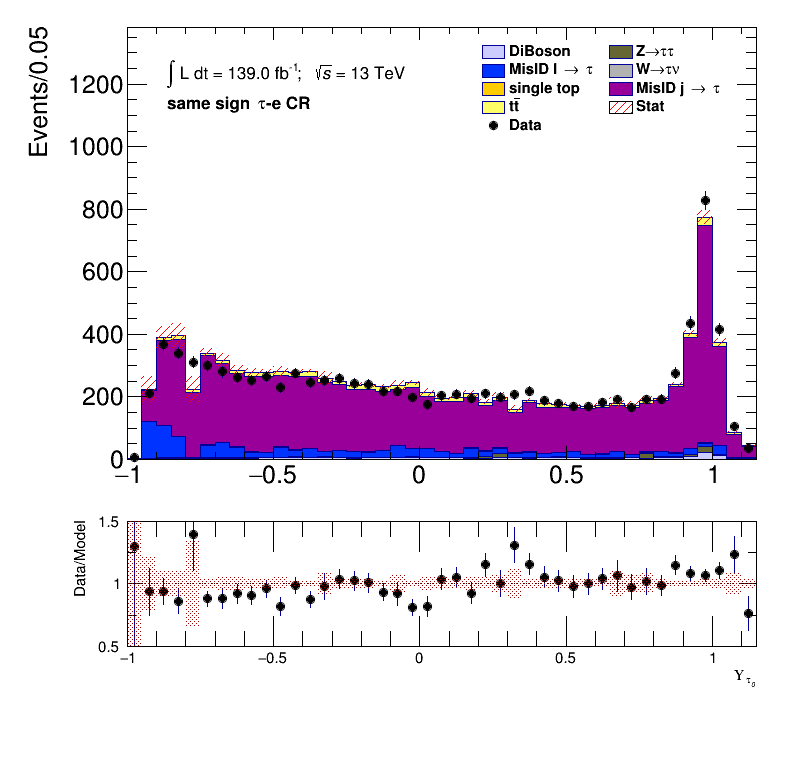 Events/0.05
∫ L dt = 139.0 fb⁻¹; √s = 13 TeV
same sign τ-e CR
DiBoson
MisID l → τ
single top
tt̄
Data
Z→ττ
W→τν
MisID j → τ
Stat
1200
1000
800
600
400
200
0
−1 −0.5 0 0.5 1
Data/Model
1.5
1
0.5
−1 −0.5 0 0.5 1